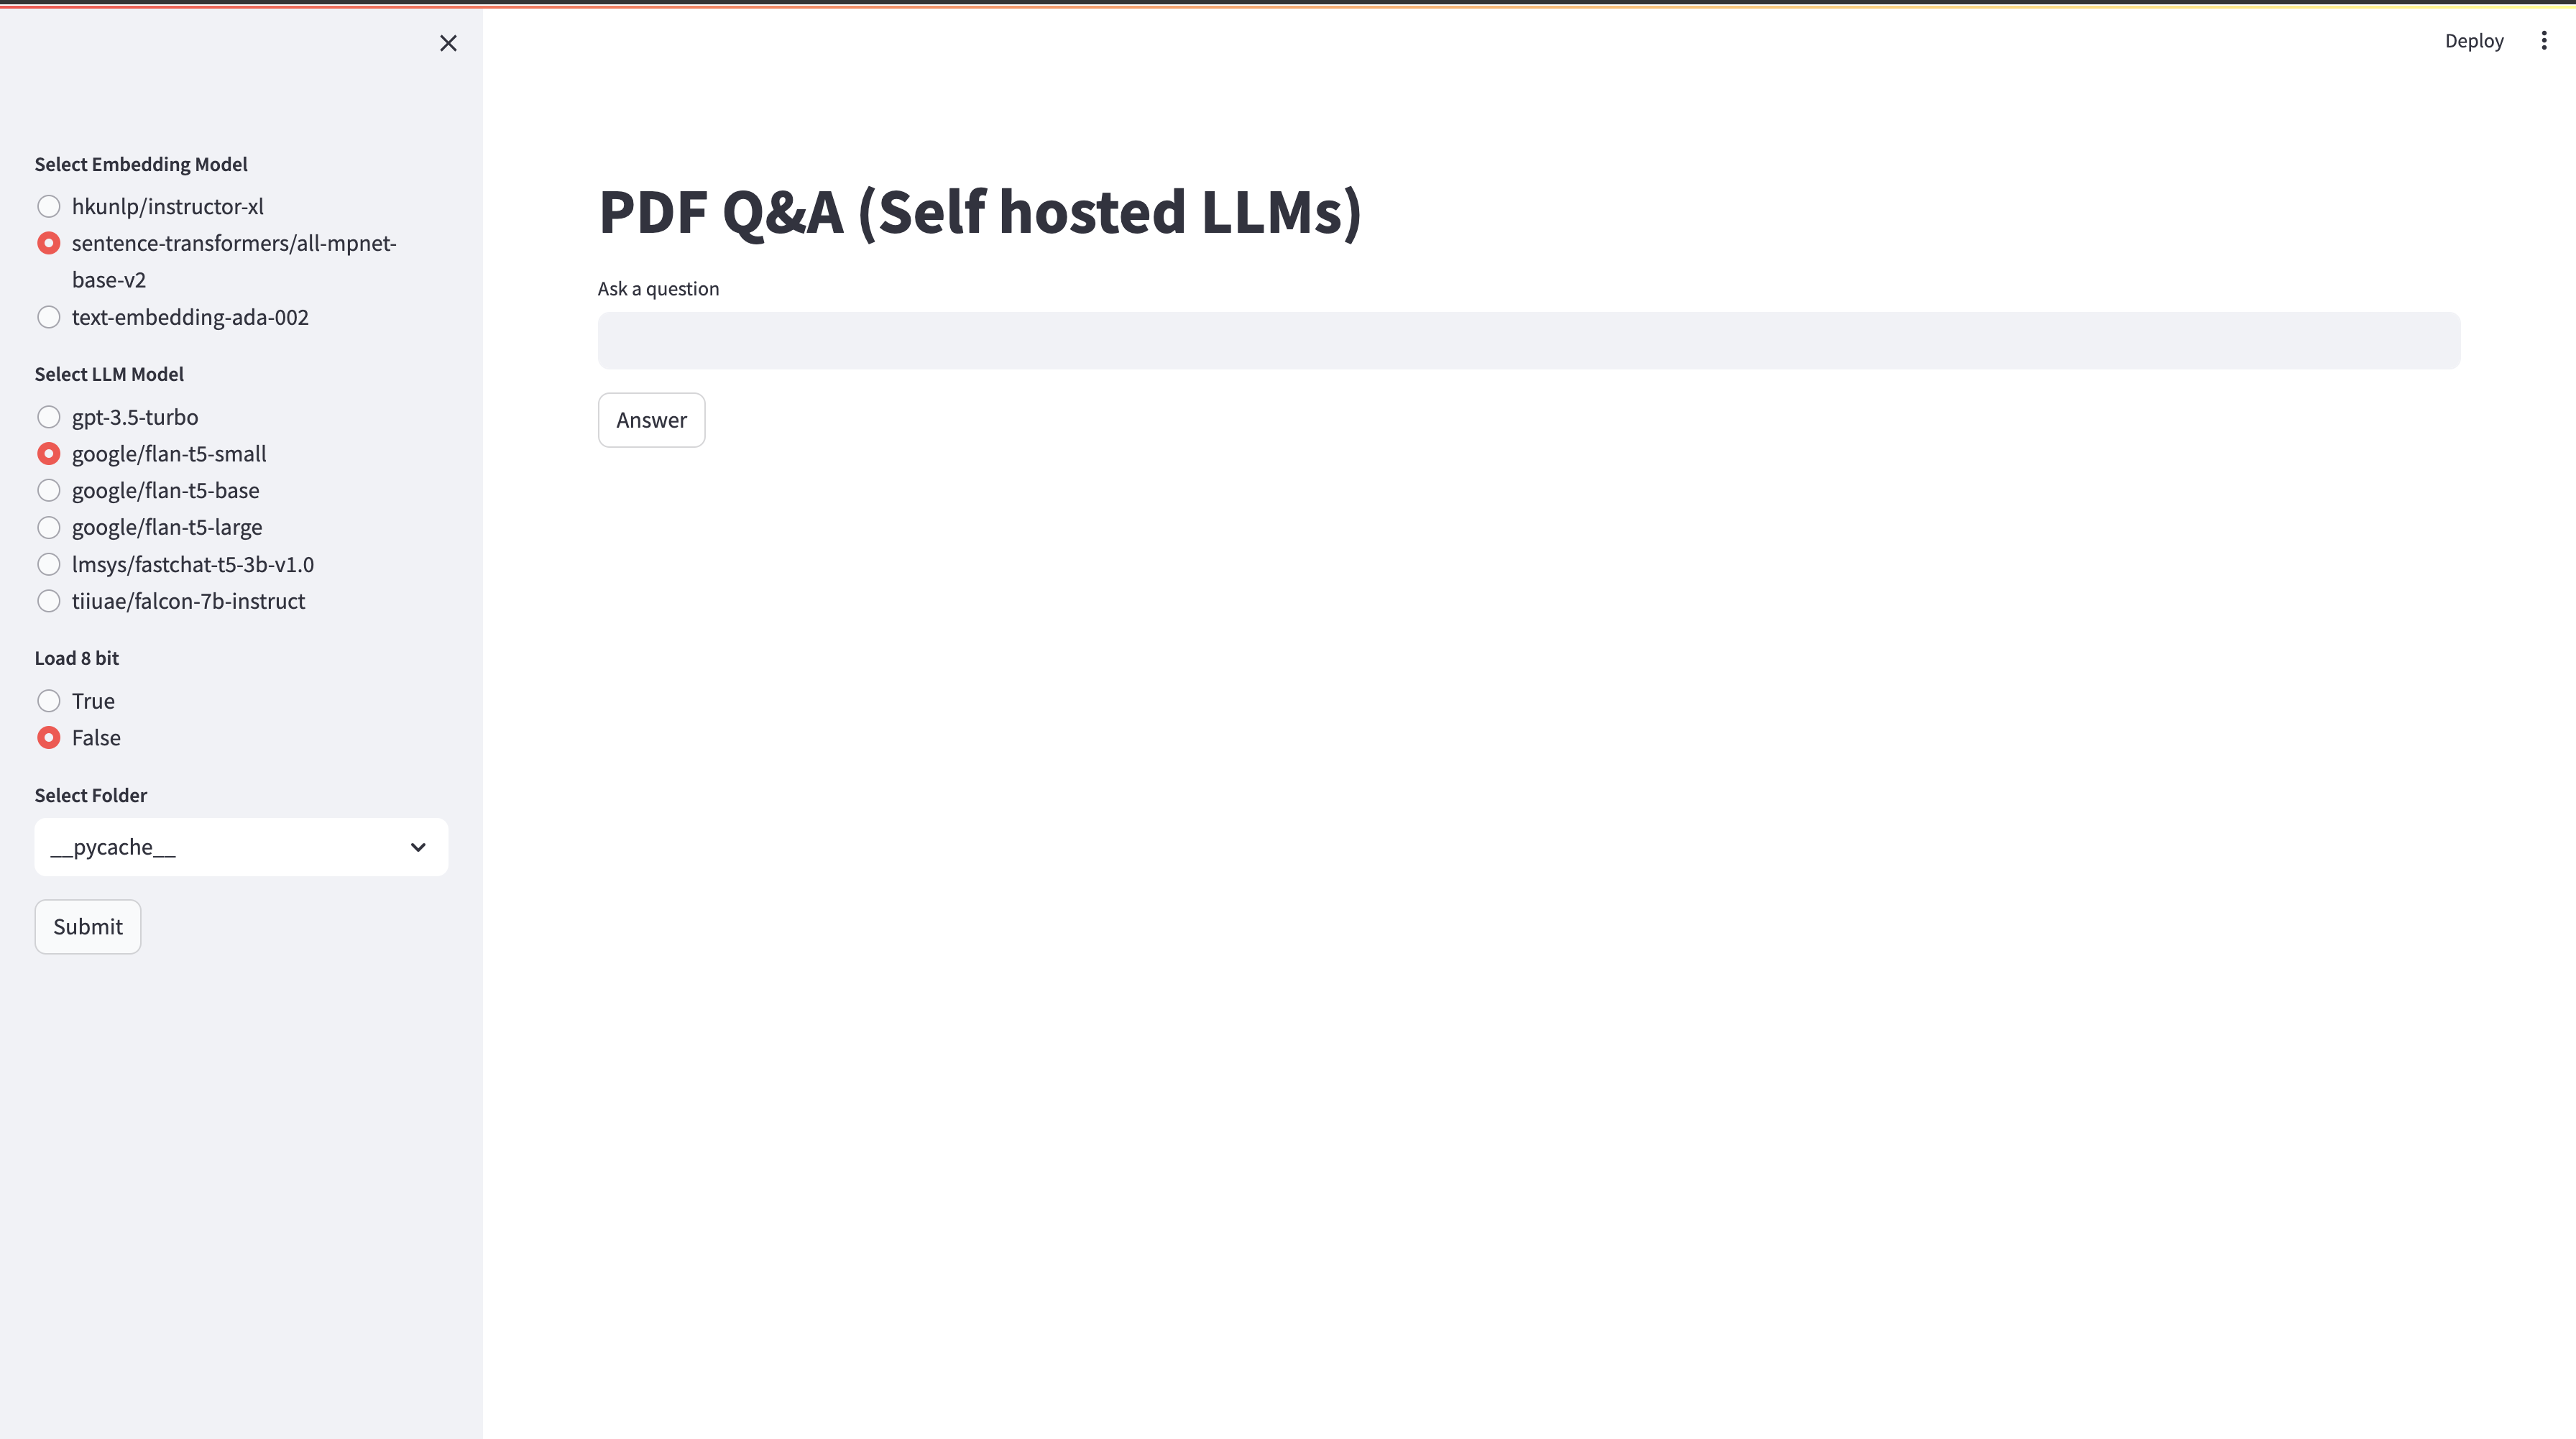 Deploy
Select Embedding Model
hkunlp/instructor-xl
sentence-transformers/all-mpnet-
base-v2
text-embedding-ada-002
Select LLM Model
gpt-3.5-turbo
google/flan-t5-small
google/flan-t5-base
google/flan-t5-large
lmsys/fastchat-t5-3b-v1.0
tiiuae/falcon-7b-instruct
Load 8 bit
True
False
Select Folder
__pycache__
Submit
PDF Q&A (Self hosted LLMs)
Ask a question
Answer